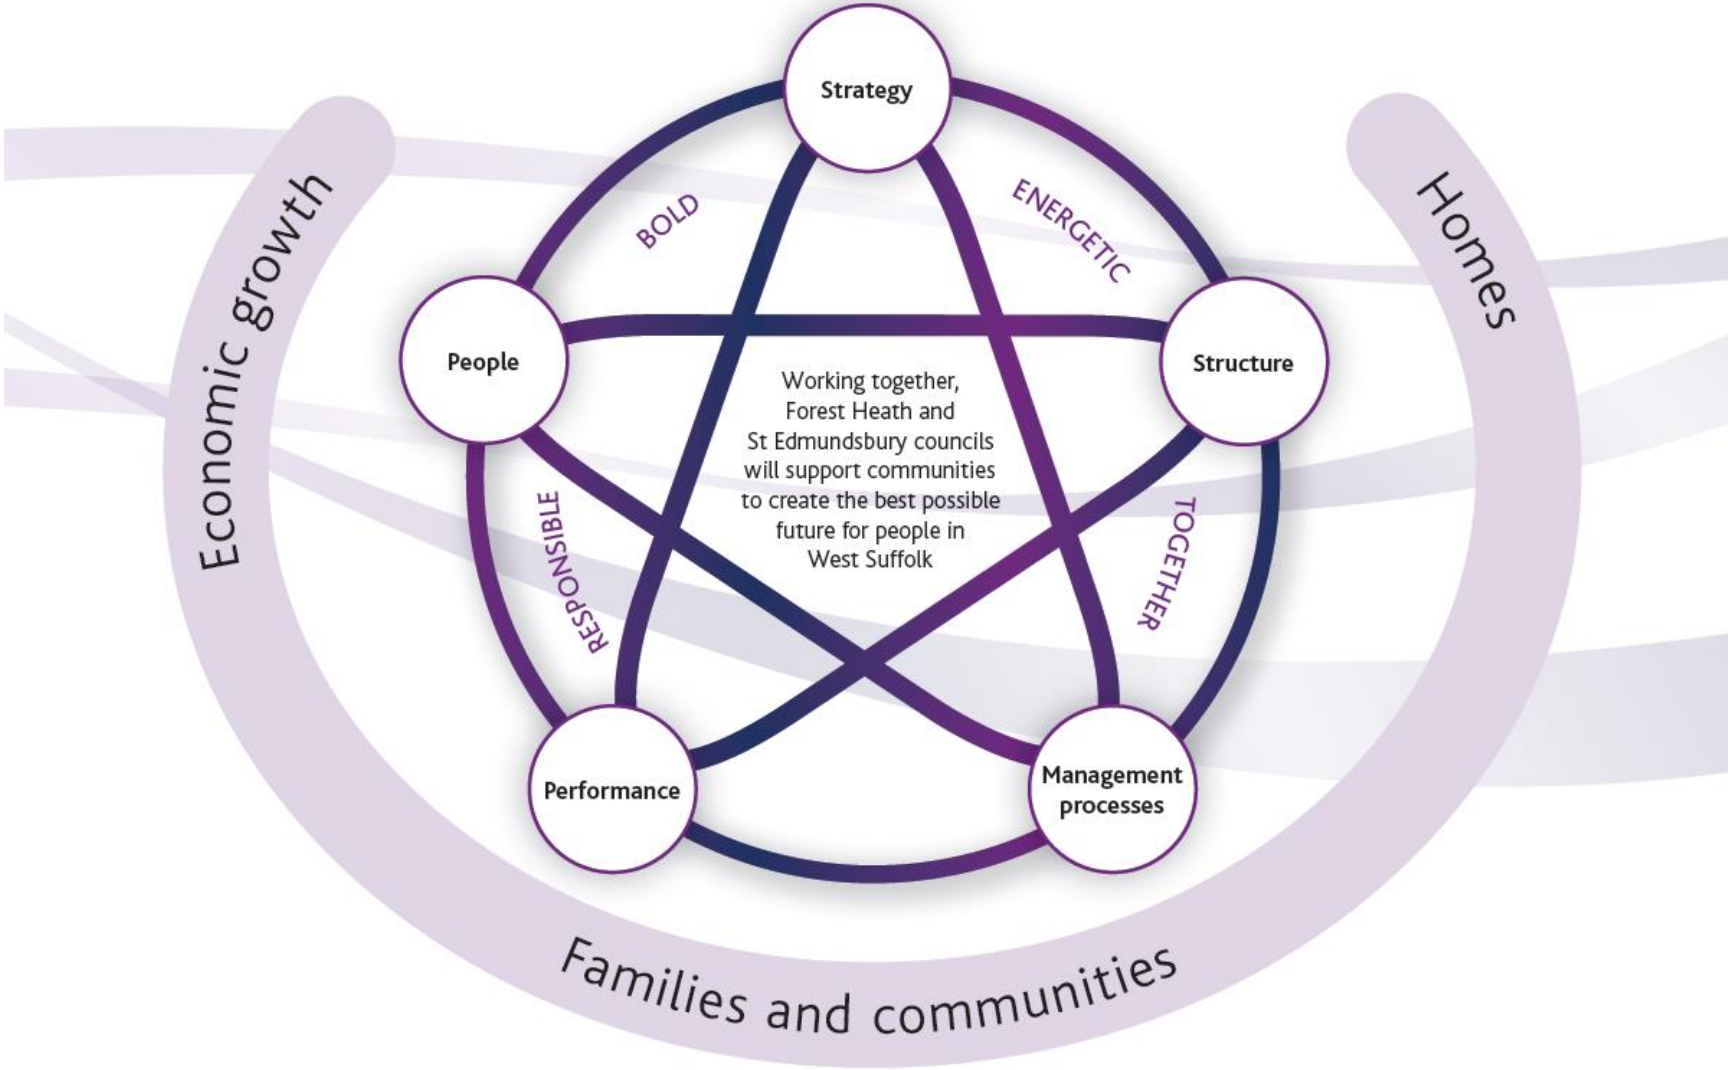 Strategy
BOLD
ENERGETIC
Economic growth
Homes
People
Structure
Working together,
Forest Heath and
St Edmundsbury councils
will support communities
to create the best possible
future for people in
West Suffolk
RESPONSIBLE
TOGETHER
Performance
Management
processes
Families and communities